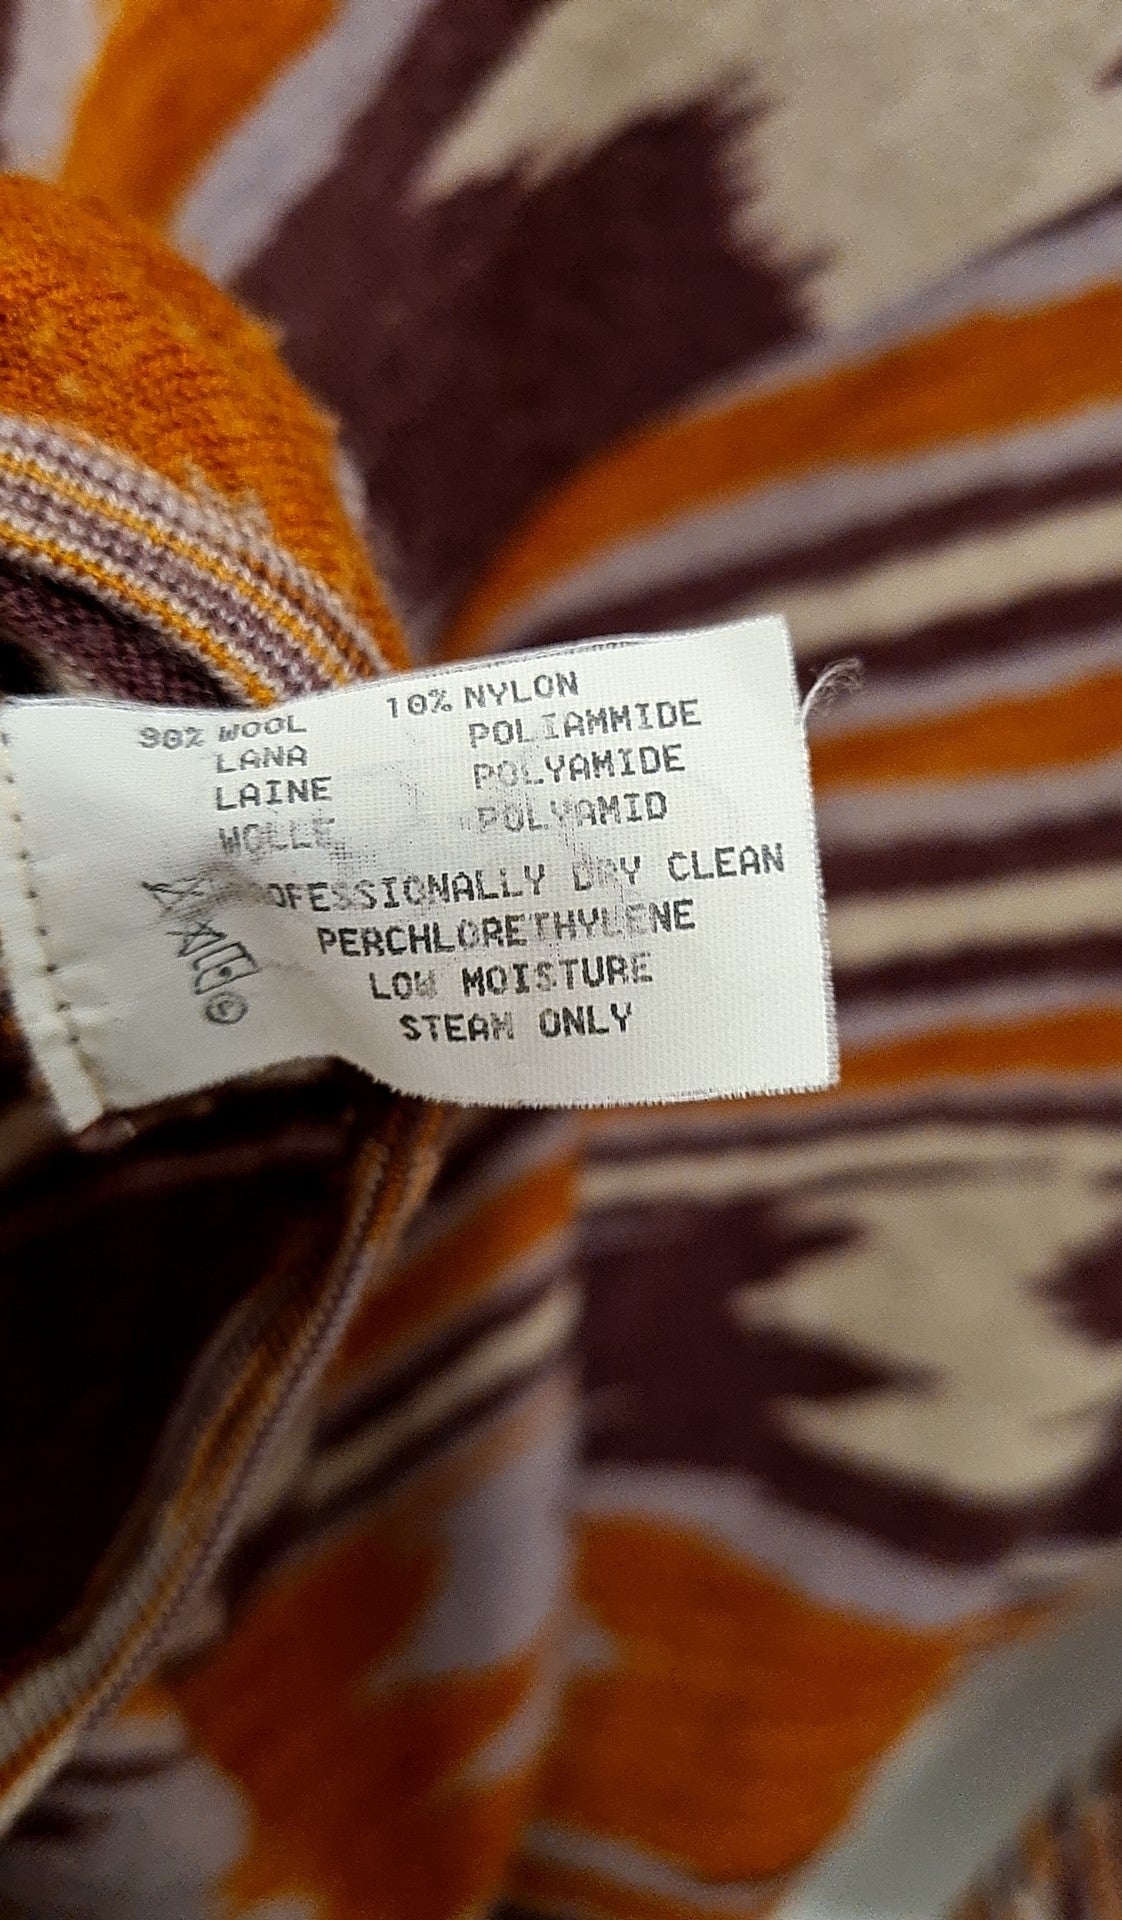 90% WOOL 10% NYLON
LANA POLIAMMIDE
LAINE POLYAMIDE
WOLLE POLYAMID
PROFESSIONALLY DRY CLEAN
PERCHLORETHYLENE
LOW MOISTURE
STEAM ONLY